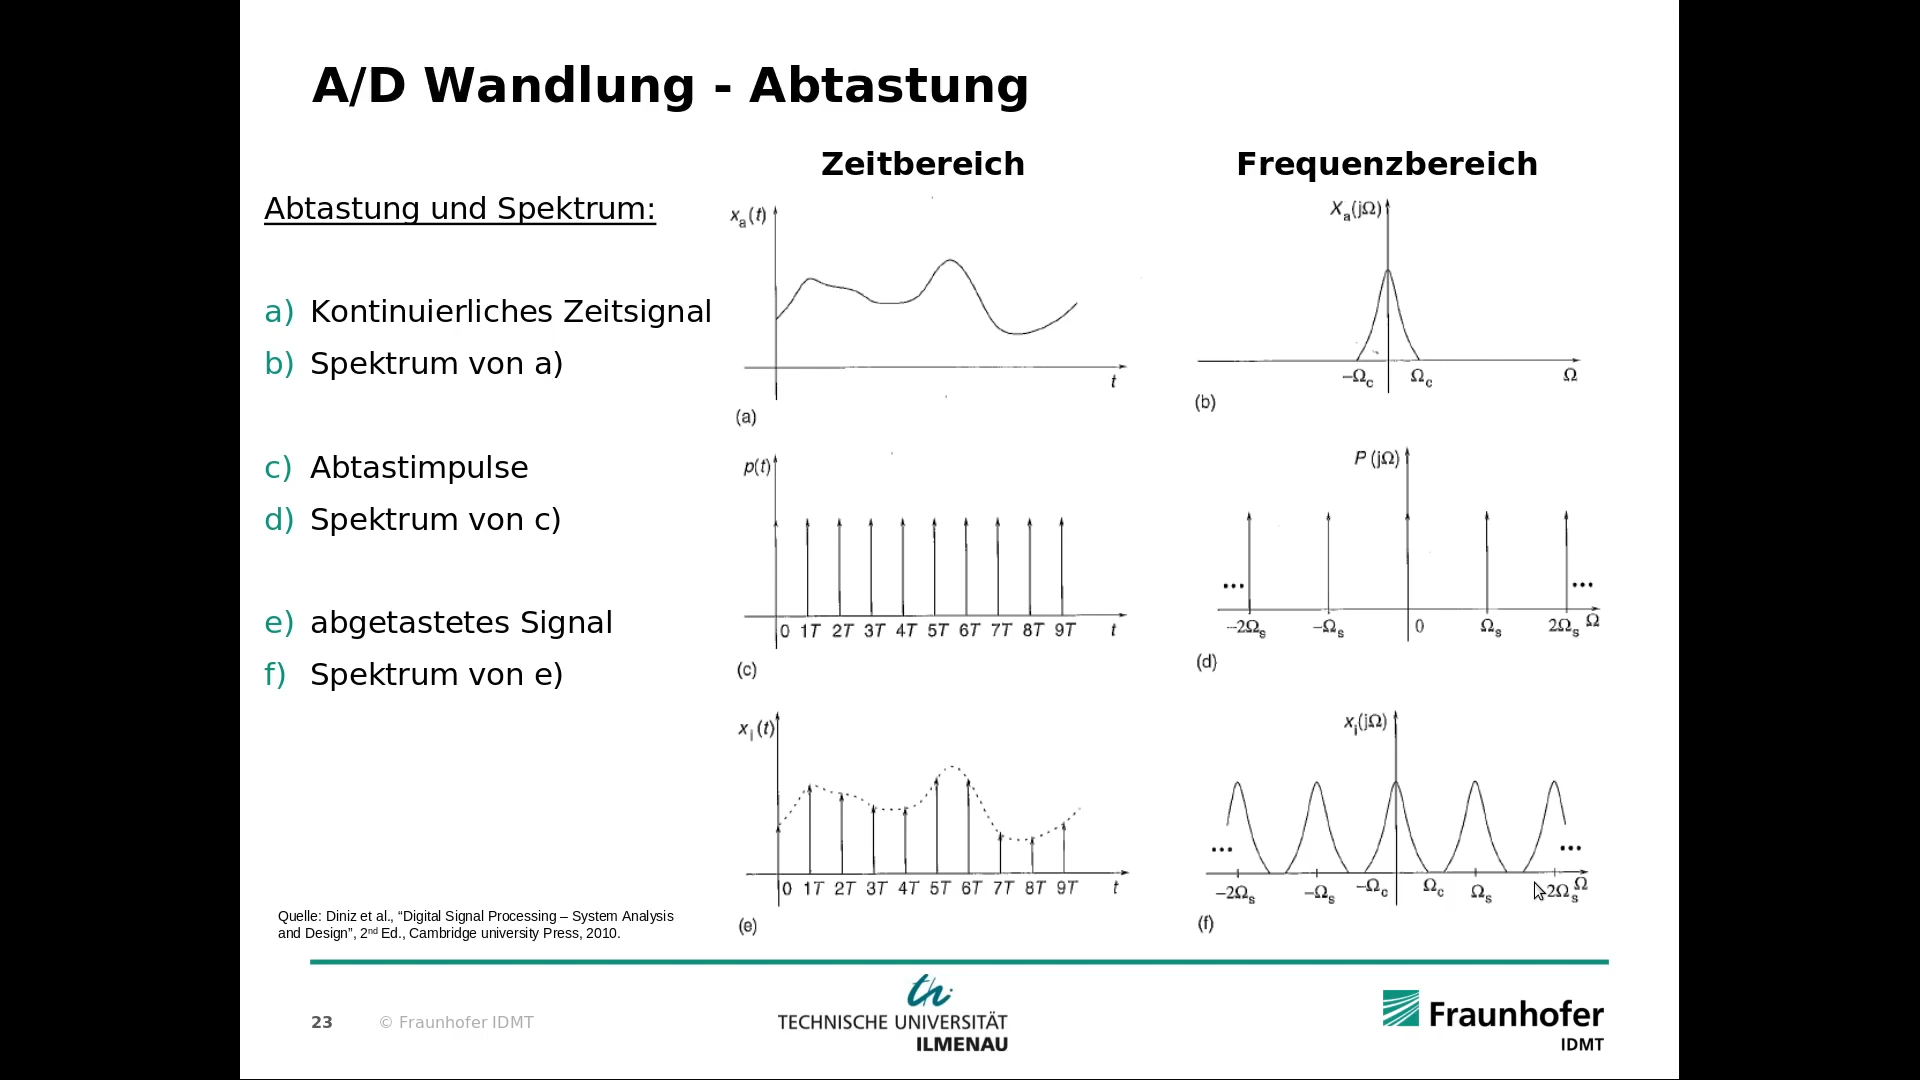 A/D Wandlung - Abtastung
Zeitbereich
Frequenzbereich
Abtastung und Spektrum:
a) Kontinuierliches Zeitsignal
b) Spektrum von a)
c) Abtastimpulse
d) Spektrum von c)
e) abgetastetes Signal
f) Spektrum von e)
xₐ(t)
t
(a)
Xₐ(jΩ)
–Ωc Ωc Ω
(b)
p(t)
0 1T 2T 3T 4T 5T 6T 7T 8T 9T t
(c)
P (jΩ)
... ...
–2Ωs –Ωs 0 Ωs 2Ωs Ω
(d)
xᵢ(t)
0 1T 2T 3T 4T 5T 6T 7T 8T 9T t
(e)
xᵢ(jΩ)
... ...
–2Ωs –Ωs –Ωc Ωc Ωs 2Ωs Ω
(f)
Quelle: Diniz et al., “Digital Signal Processing – System Analysis
and Design”, 2nd Ed., Cambridge university Press, 2010.
23
© Fraunhofer IDMT
th
TECHNISCHE UNIVERSITÄT
ILMENAU
Fraunhofer
IDMT